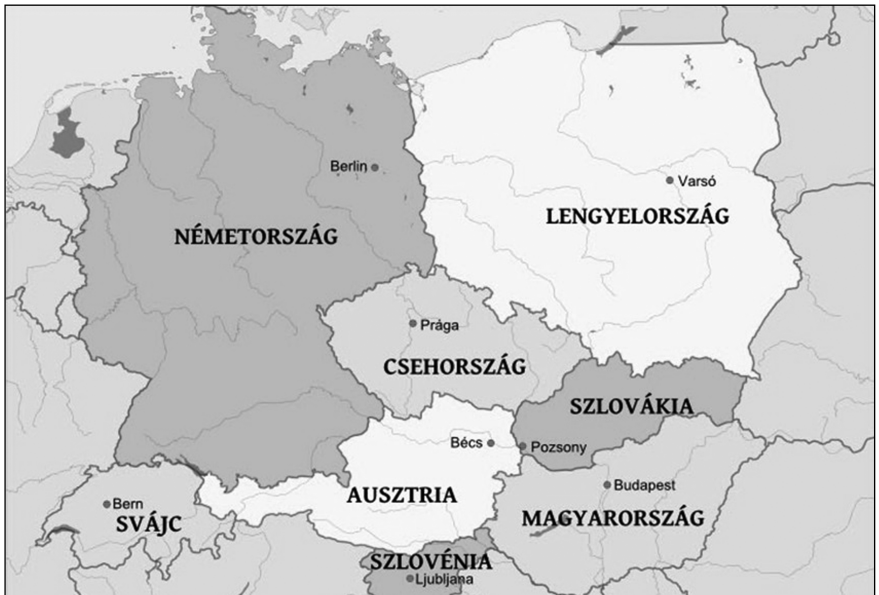 Berlin
Varsó
LENGYELORSZÁG
NÉMETORSZÁG
Prága
CSEHORSZÁG
SZLOVÁKIA
Bécs
Pozsony
Budapest
AUSZTRIA
Bern
SVÁJC
MAGYARORSZÁG
SZLOVÉNIA
Ljubljana